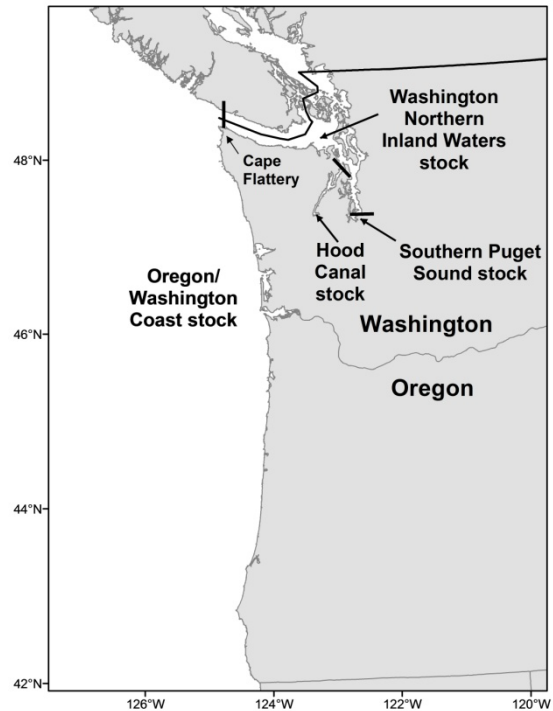 Washington
Northern
Inland Waters
stock
48°N
Cape
Flattery
Hood
Canal
stock
Southern Puget
Sound stock
Oregon/
Washington
Coast stock
Washington
46°N
Oregon
44°N
42°N
126°W
124°W
122°W
120°W